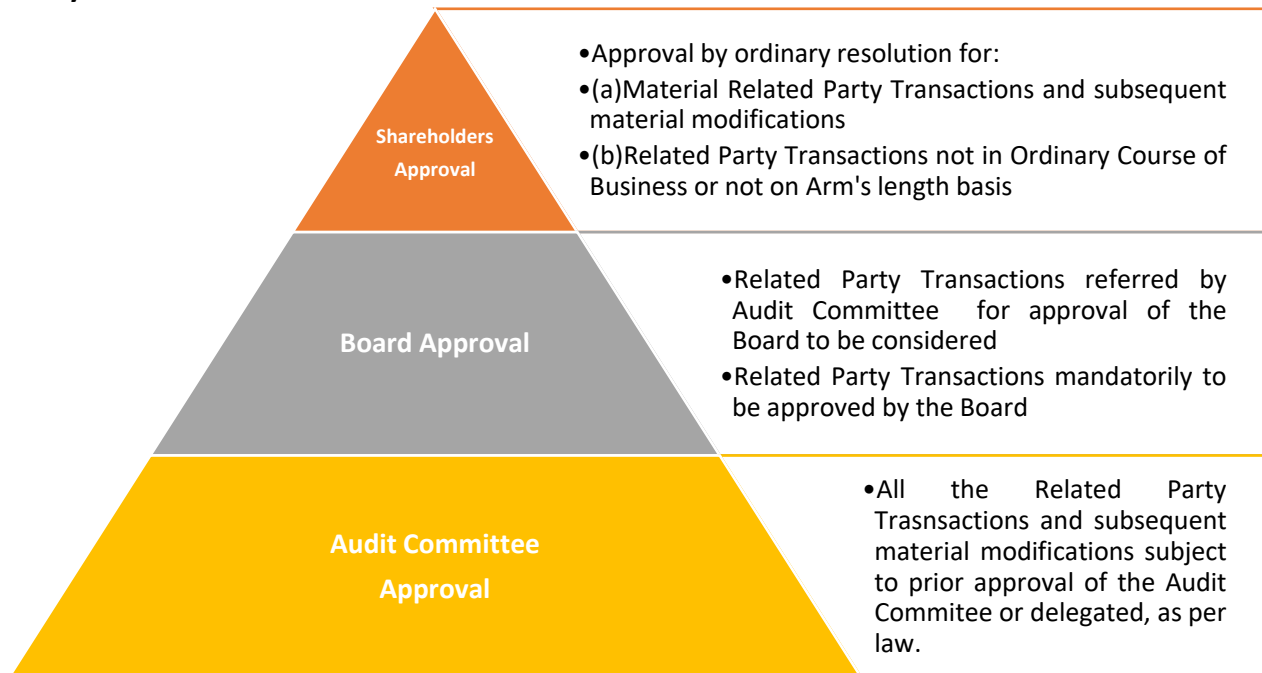 •Approval by ordinary resolution for:
•(a)Material Related Party Transactions and subsequent
material modifications
•(b)Related Party Transactions not in Ordinary Course of
Business or not on Arm's length basis
Shareholders
Approval
•Related Party Transactions referred by
Audit Committee for approval of the
Board to be considered
•Related Party Transactions mandatorily to
be approved by the Board
Board Approval
•All the Related Party
Trasnsactions and subsequent
material modifications subject
to prior approval of the Audit
Commitee or delegated, as per
law.
Audit Committee
Approval